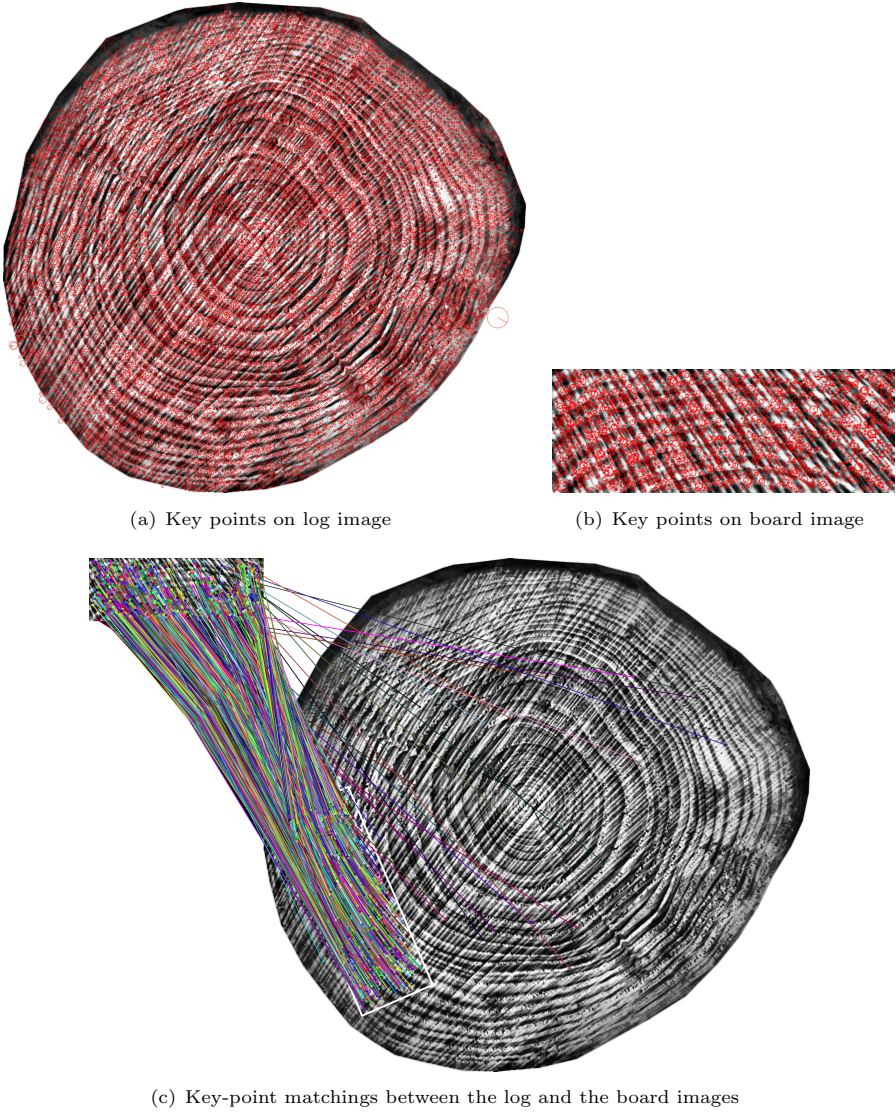 (a) Key points on log image
(b) Key points on board image
(c) Key-point matchings between the log and the board images